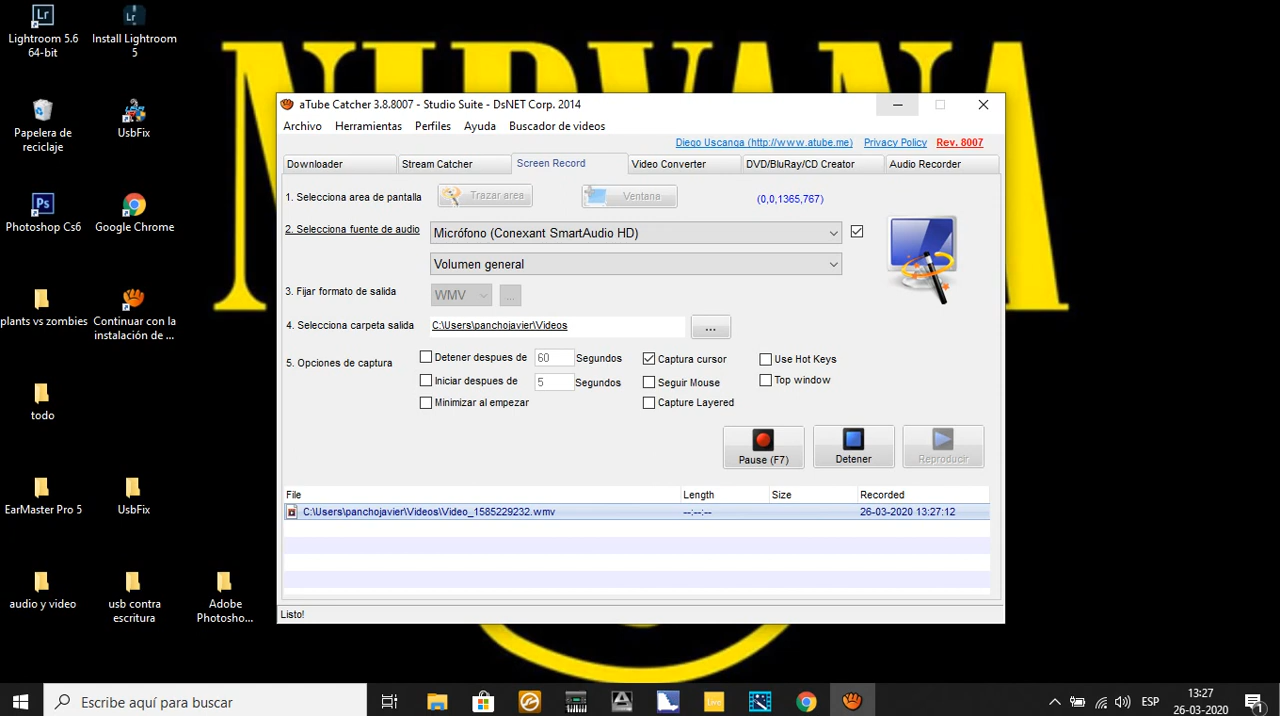 NIRVANA
Lightroom 5.6
64-bit
Install Lightroom
5
Papelera de
reciclaje
UsbFix
Photoshop Cs6
Google Chrome
plants vs zombies
Continuar con la
instalación de ...
todo
EarMaster Pro 5
UsbFix
audio y video
usb contra
escritura
Adobe
Photosho...
aTube Catcher 3.8.8007 - Studio Suite - DsNET Corp. 2014
Archivo Herramientas Perfiles Ayuda Buscador de videos
Diego Uscanga (http://www.atube.me) Privacy Policy Rev. 8007
Downloader Stream Catcher Screen Record Video Converter DVD/BluRay/CD Creator Audio Recorder
1. Selecciona area de pantalla Trazar area Ventana (0,0,1365,767)
2. Selecciona fuente de audio Micrófono (Conexant SmartAudio HD)
Volumen general
3. Fijar formato de salida WMV ...
4. Selecciona carpeta salida C:\Users\panchojavier\Videos ...
5. Opciones de captura
Detener despues de 60 Segundos Captura cursor Use Hot Keys
Iniciar despues de 5 Segundos Seguir Mouse Top window
Minimizar al empezar Capture Layered
Pause (F7) Detener Reproducir
File Length Size Recorded
C:\Users\panchojavier\Videos\Video_1585229232.wmv --:--:-- 26-03-2020 13:27:12
Listo!
Escribe aquí para buscar
ESP
13:27
26-03-2020
1